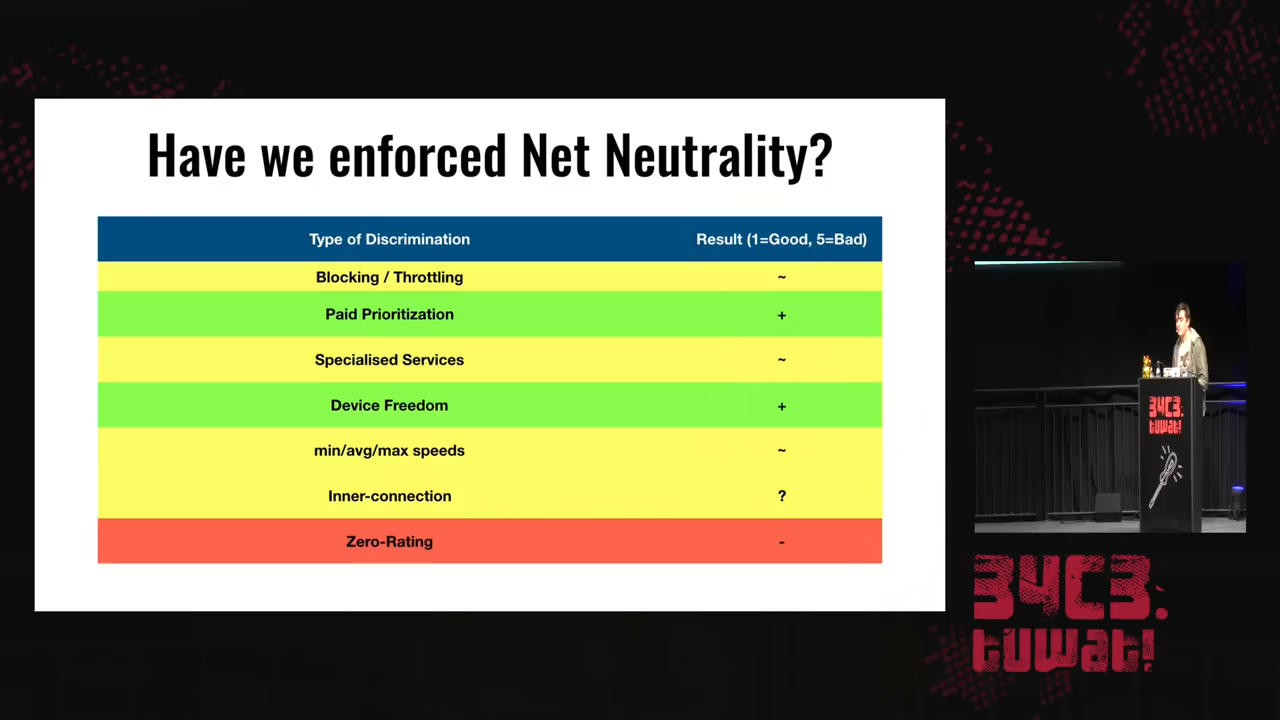 Have we enforced Net Neutrality?
Type of Discrimination Result (1=Good, 5=Bad)
Blocking / Throttling ~
Paid Prioritization +
Specialised Services ~
Device Freedom +
min/avg/max speeds ~
Inner-connection ?
Zero-Rating -
34C3.
tuwat!
34C3.
tuwat!